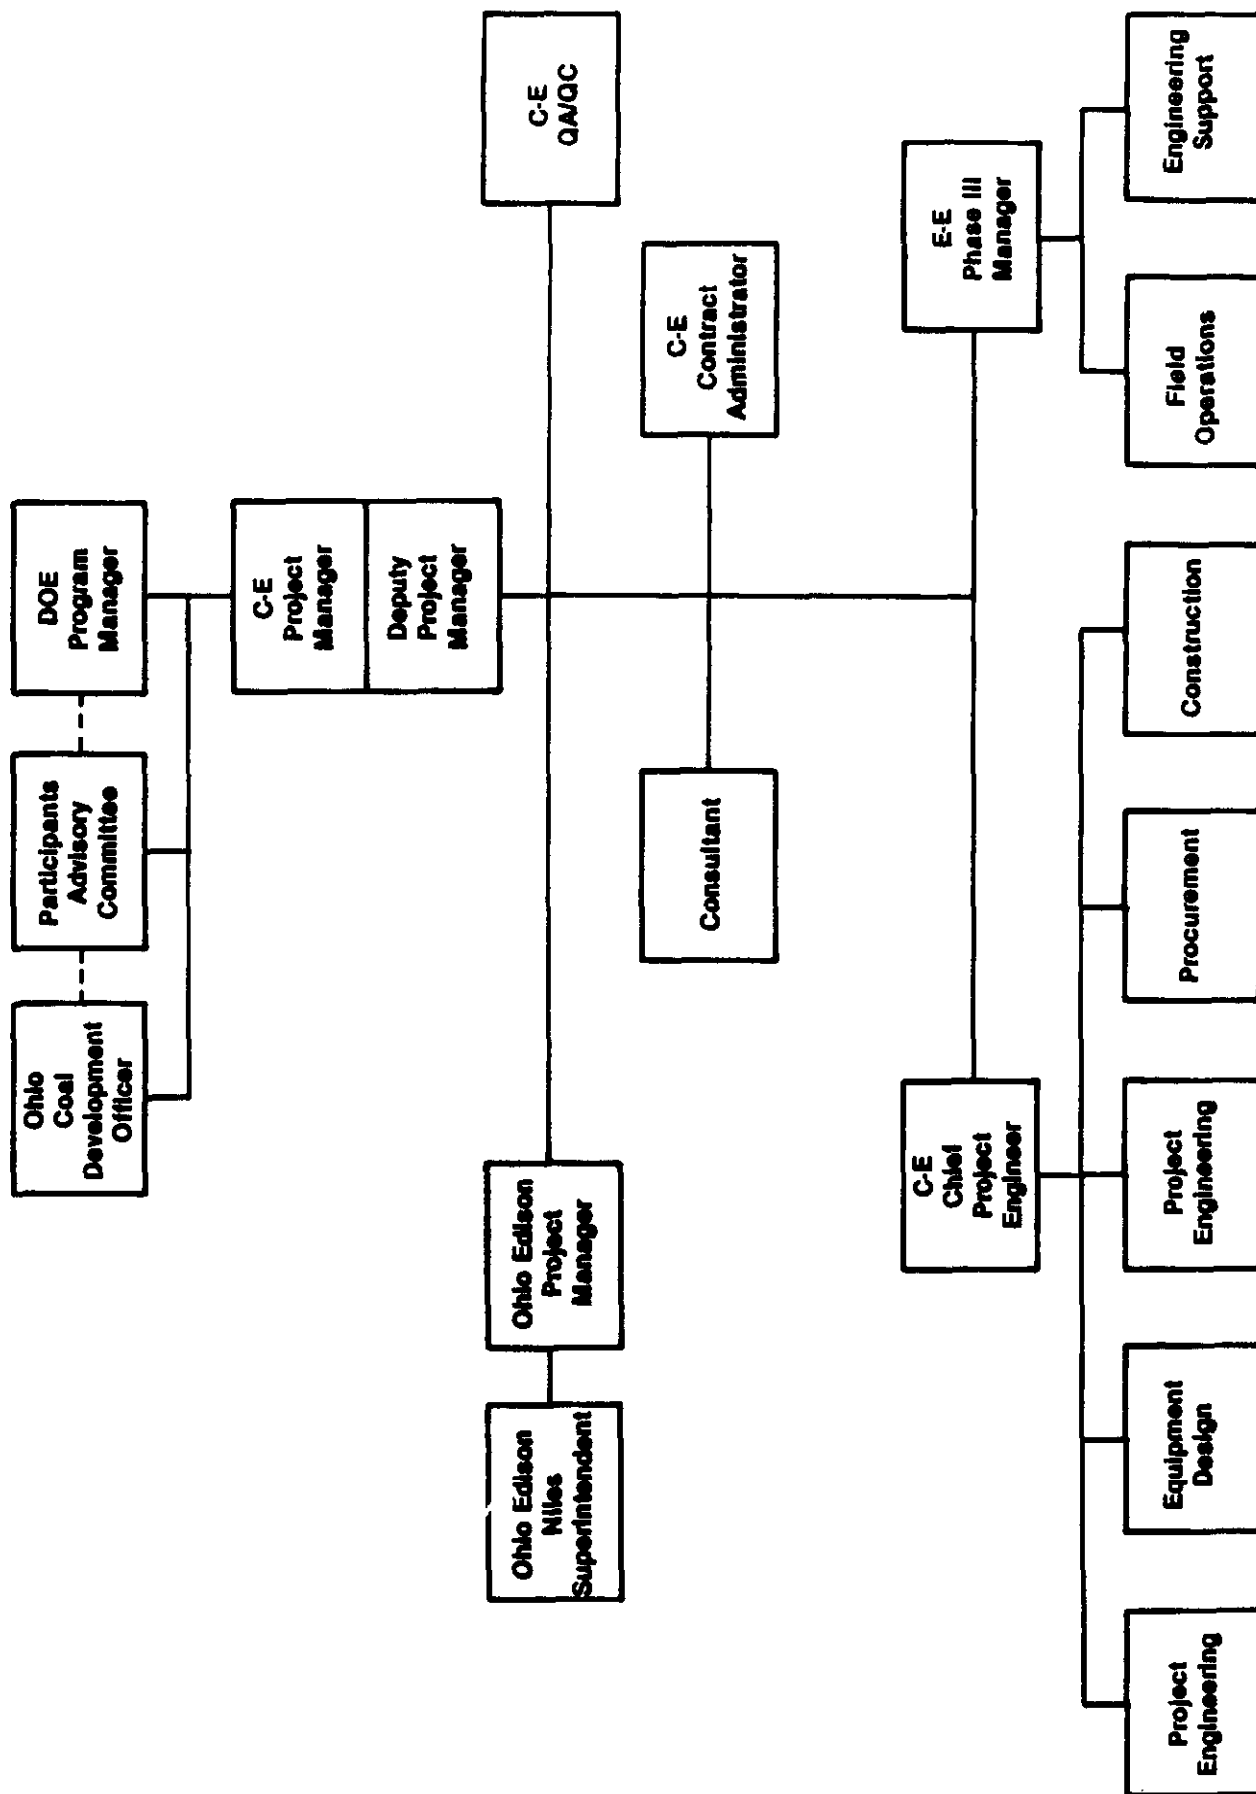 Ohio
Coal
Development
Officer
Participants
Advisory
Committee
DOE
Program
Manager
C-E
Project
Manager
Deputy
Project
Manager
Ohio Edison
Niles
Superintendent
Ohio Edison
Project
Manager
C-E
QA/QC
Consultant
C-E
Contract
Administrator
C-E
Chief
Project
Engineer
E-E
Phase III
Manager
Project
Engineering
Equipment
Design
Project
Engineering
Procurement
Construction
Field
Operations
Engineering
Support